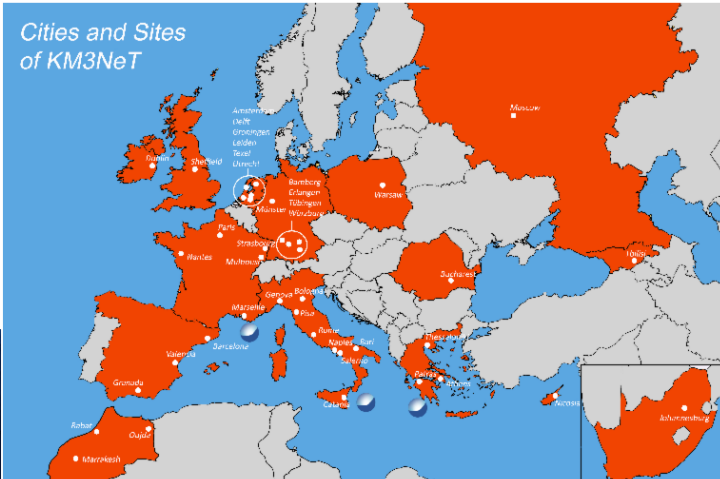 Cities and Sites
of KM3NeT
Moscow
Amsterdam
Delft
Groningen
Leiden
Texel
Utrecht
Dublin
Sheffield
Bamberg
Erlangen
Tübingen
Würzburg
Warsaw
Münster
Paris
Strasbourg
Nantes
Mulhouse
Tbilisi
Bucharest
Genova
Bologna
Marseille
Pisa
Rome
Bari
Naples
Salerno
Barcelona
Valencia
Granada
Catania
Patras
Athens
Nicosia
Johannesburg
Rabat
Oujda
Marrakesh